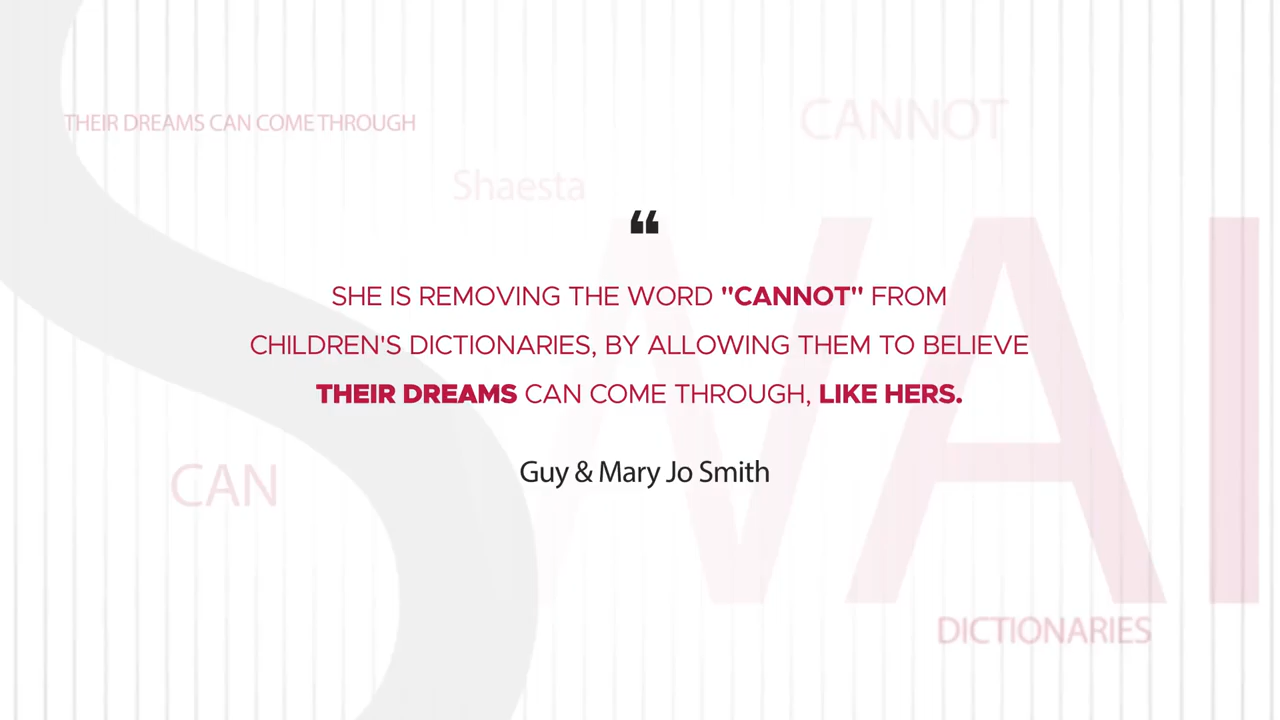 THEIR DREAMS CAN COME THROUGH
CANNOT
Shaesta
❝
SHE IS REMOVING THE WORD "CANNOT" FROM
CHILDREN'S DICTIONARIES, BY ALLOWING THEM TO BELIEVE
THEIR DREAMS CAN COME THROUGH, LIKE HERS.
Guy & Mary Jo Smith
CAN
SWAI
DICTIONARIES